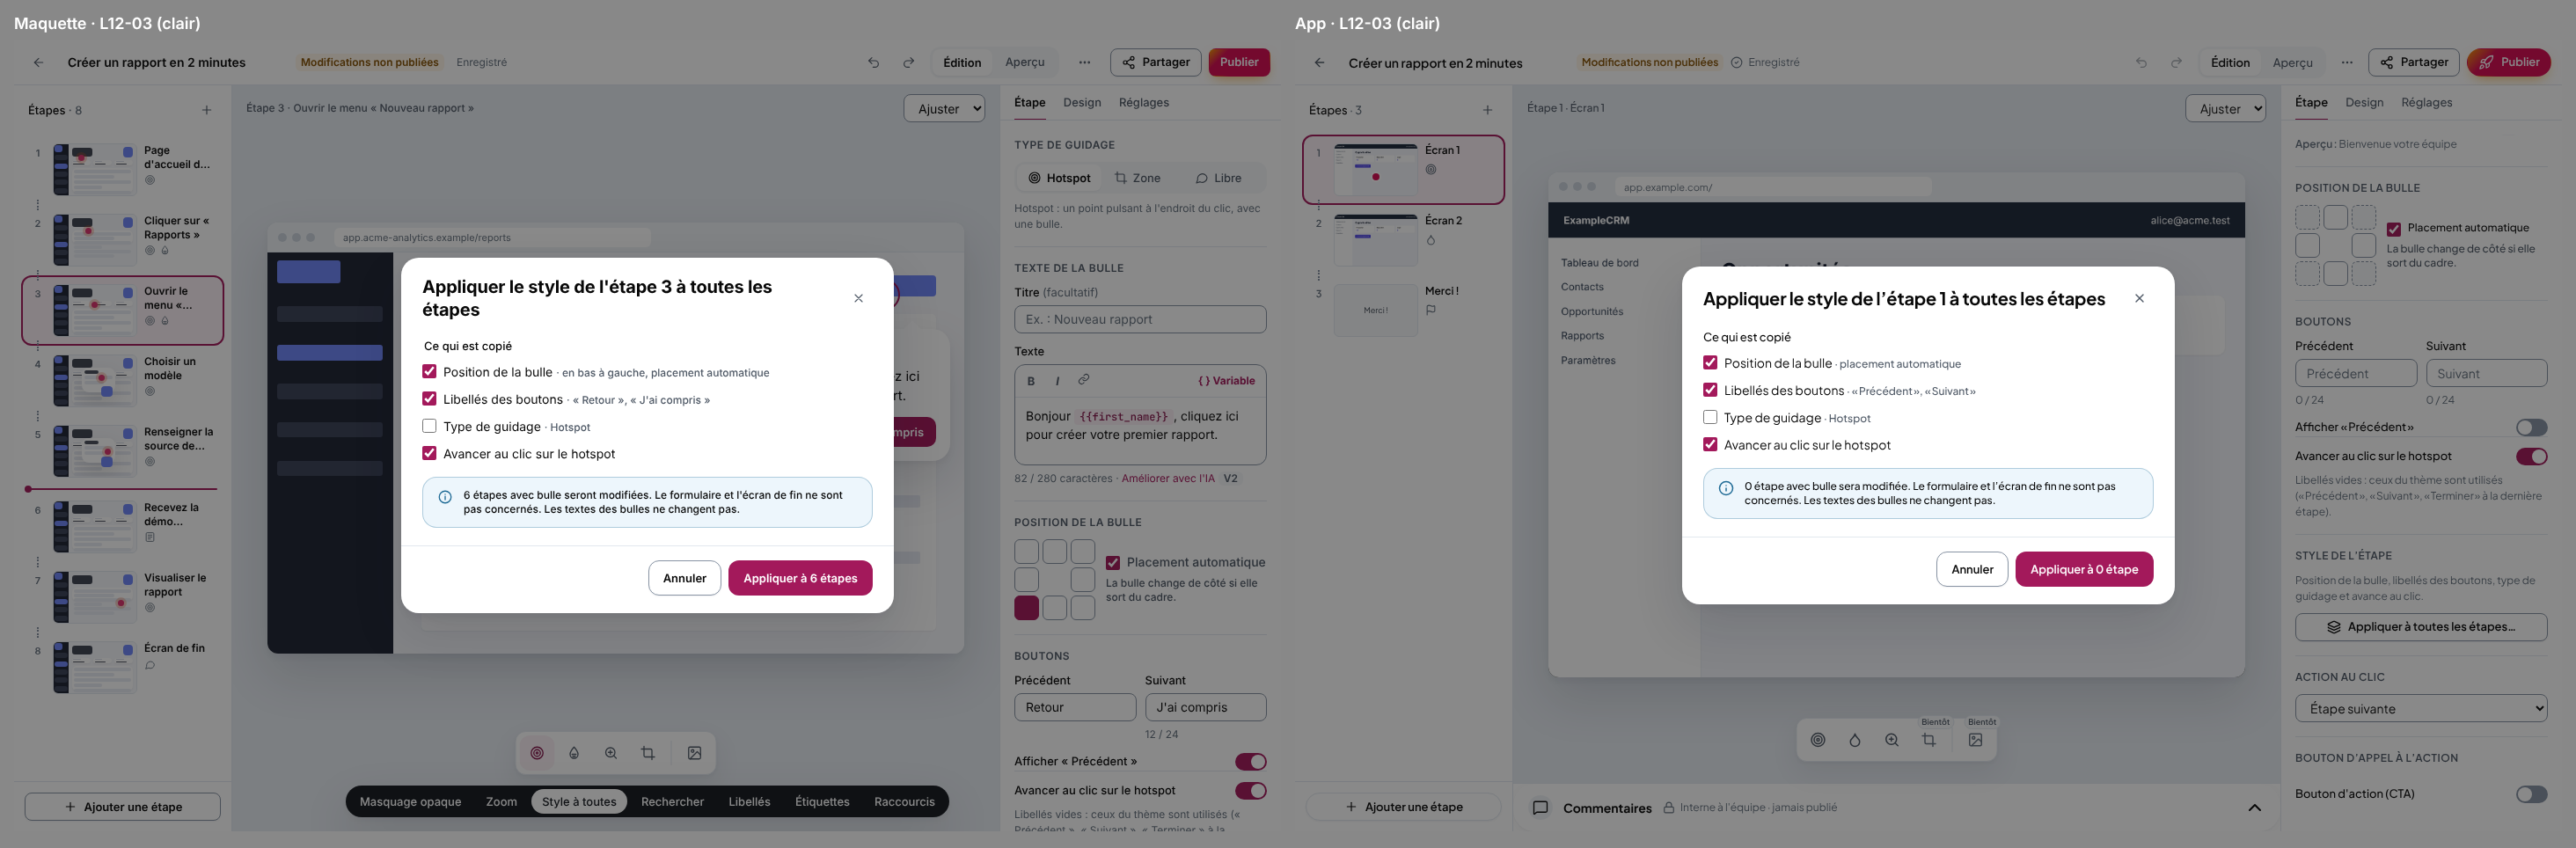 Maquette · L12-03 (clair)
Créer un rapport en 2 minutes
Modifications non publiées
Enregistré
Édition
Aperçu
Partager
Publier
Étapes · 8
1
Page
d'accueil d...
2
Cliquer sur «
Rapports »
3
Ouvrir le
menu «...
4
Choisir un
modèle
5
Renseigner la
source de...
6
Recevez la
démo...
7
Visualiser le
rapport
8
Écran de fin
Ajouter une étape
Étape 3 · Ouvrir le menu « Nouveau rapport »
Ajuster
app.acme-analytics.example/reports
z ici
rt.
mpris
Appliquer le style de l'étape 3 à toutes les
étapes
Ce qui est copié
Position de la bulle · en bas à gauche, placement automatique
Libellés des boutons · « Retour », « J'ai compris »
Type de guidage · Hotspot
Avancer au clic sur le hotspot
6 étapes avec bulle seront modifiées. Le formulaire et l'écran de fin ne sont
pas concernés. Les textes des bulles ne changent pas.
Annuler
Appliquer à 6 étapes
Masquage opaque
Zoom
Style à toutes
Rechercher
Libellés
Étiquettes
Raccourcis
Étape
Design
Réglages
TYPE DE GUIDAGE
Hotspot
Zone
Libre
Hotspot : un point pulsant à l'endroit du clic, avec
une bulle.
TEXTE DE LA BULLE
Titre (facultatif)
Ex. : Nouveau rapport
Texte
B
I
{ } Variable
Bonjour {{first_name}}, cliquez ici
pour créer votre premier rapport.
82 / 280 caractères · Améliorer avec l'IA V2
POSITION DE LA BULLE
Placement automatique
La bulle change de côté si elle
sort du cadre.
BOUTONS
Précédent
Suivant
Retour
J'ai compris
12 / 24
Afficher « Précédent »
Avancer au clic sur le hotspot
Libellés vides : ceux du thème sont utilisés («
Précédent », « Suivant », « Terminer » à la
App · L12-03 (clair)
Créer un rapport en 2 minutes
Modifications non publiées
Enregistré
Édition
Aperçu
Partager
Publier
Étapes · 3
1
Écran 1
2
Écran 2
3
Merci !
Merci !
Ajouter une étape
Étape 1 · Écran 1
Ajuster
app.example.com/
ExampleCRM
alice@acme.test
Tableau de bord
Contacts
Opportunités
Rapports
Paramètres
Appliquer le style de l’étape 1 à toutes les étapes
Ce qui est copié
Position de la bulle · placement automatique
Libellés des boutons · « Précédent », « Suivant »
Type de guidage · Hotspot
Avancer au clic sur le hotspot
0 étape avec bulle sera modifiée. Le formulaire et l’écran de fin ne sont pas
concernés. Les textes des bulles ne changent pas.
Annuler
Appliquer à 0 étape
Bientôt
Bientôt
Commentaires
Interne à l'équipe · jamais publié
Étape
Design
Réglages
Aperçu : Bienvenue votre équipe
POSITION DE LA BULLE
Placement automatique
La bulle change de côté si elle
sort du cadre.
BOUTONS
Précédent
Suivant
Précédent
Suivant
0 / 24
0 / 24
Afficher « Précédent »
Avancer au clic sur le hotspot
Libellés vides : ceux du thème sont utilisés
(« Précédent », « Suivant », « Terminer » à la dernière
étape).
STYLE DE L'ÉTAPE
Position de la bulle, libellés des boutons, type de
guidage et avance au clic.
Appliquer à toutes les étapes…
ACTION AU CLIC
Étape suivante
BOUTON D'APPEL À L'ACTION
Bouton d'action (CTA)